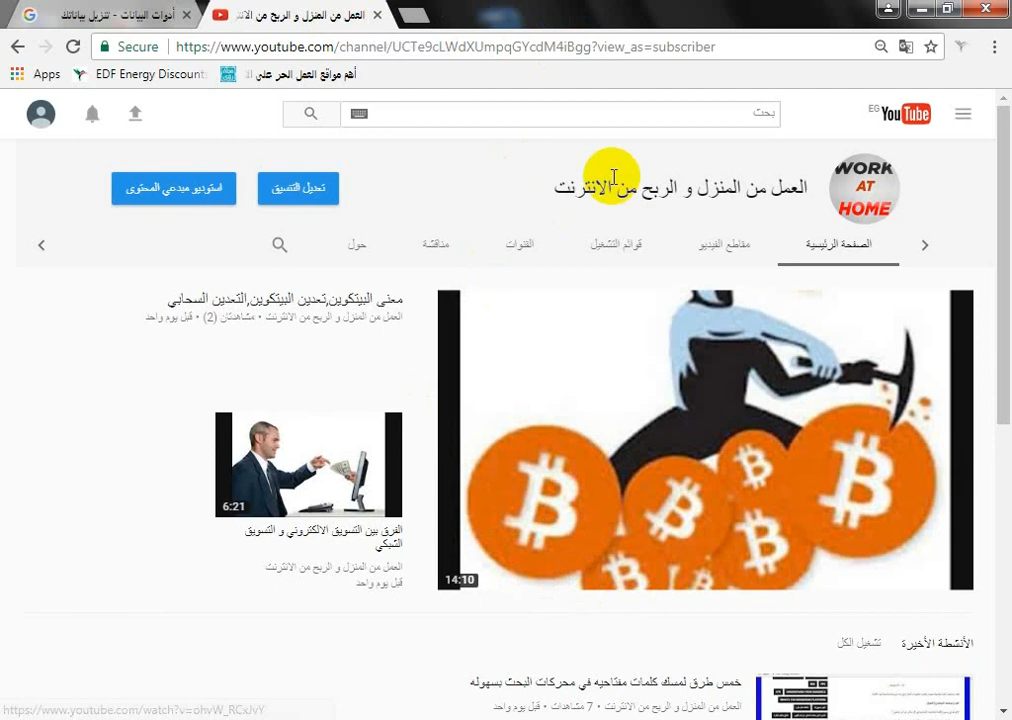 أدوات البيانات - تنزيل بياناتك
العمل من المنزل و الربح من الانتر
Secure
https://www.youtube.com/channel/UCTe9cLWdXUmpqGYcdM4iBgg?view_as=subscriber
Apps
EDF Energy Discount
أهم مواقع العمل الحر على ال
بحث
EG
YouTube
العمل من المنزل و الربح من الانترنت
WORK
AT
HOME
تعديل التنسيق
استوديو مبدعي المحتوى
الصفحة الرئيسية
مقاطع الفيديو
قوائم التشغيل
القنوات
مناقشة
حول
معنى البيتكوين,تعدين البيتكوين,التعدين السحابي
العمل من المنزل و الربح من الانترنت • مشاهدتان (2) • قبل يوم واحد
14:10
6:21
الفرق بين التسويق الالكتروني و التسويق
الشبكي
العمل من المنزل و الربح من الانترنت
قبل يوم واحد
الأنشطة الأخيرة
تشغيل الكل
خمس طرق لمسك كلمات مفتاحيه في محركات البحث بسهوله
العمل من المنزل و الربح من الانترنت • 7 مشاهدات • قبل يوم واحد
https://www.youtube.com/watch?v=ohvW_RCxJvY